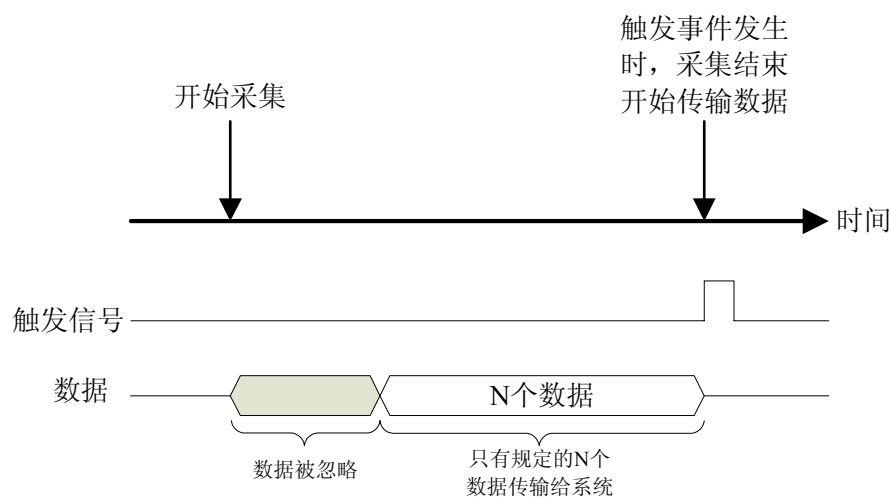 触发事件发生
时，采集结束
开始传输数据
开始采集
时间
触发信号
数据
N个数据
数据被忽略
只有规定的N个
数据传输给系统